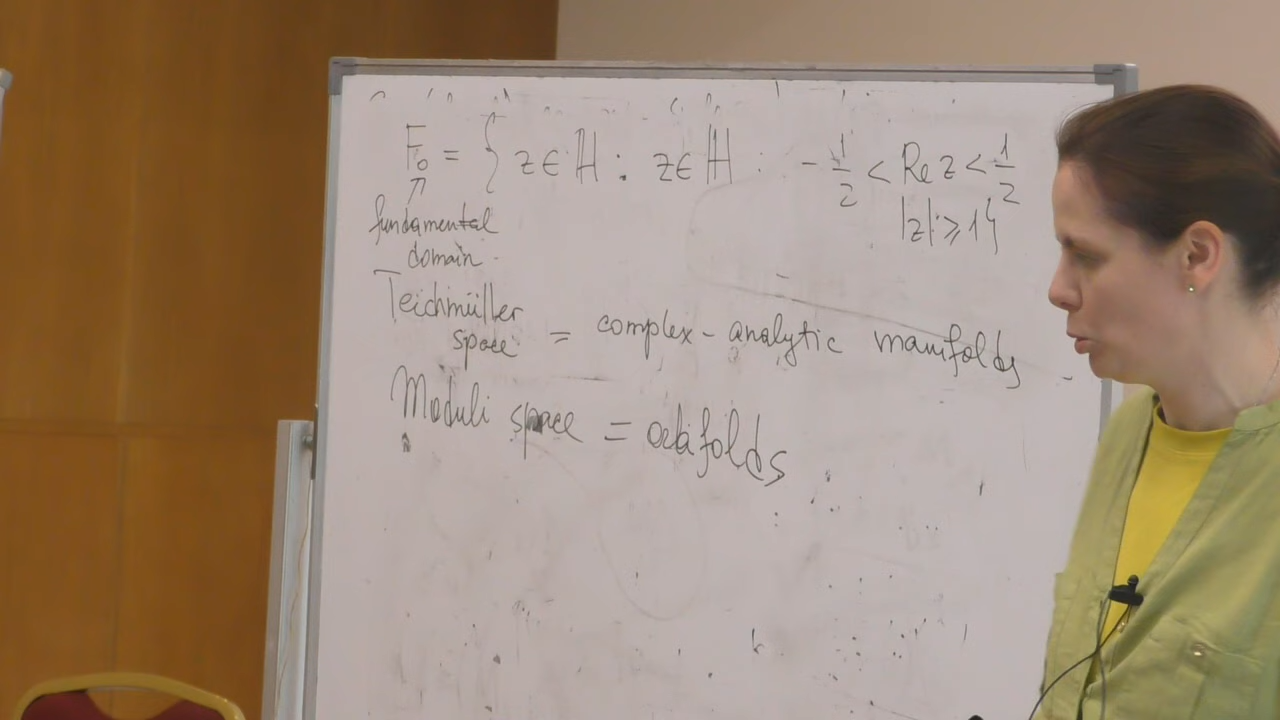 F₀ = { z ∈ ℍ : z ∈ ℍ : -1/2 < Re z < 1/2
|z| ⩾ 1}
⇑
fundamental
domain.
Teichmüller
space = complex-analytic manifolds
Moduli space = orbifolds